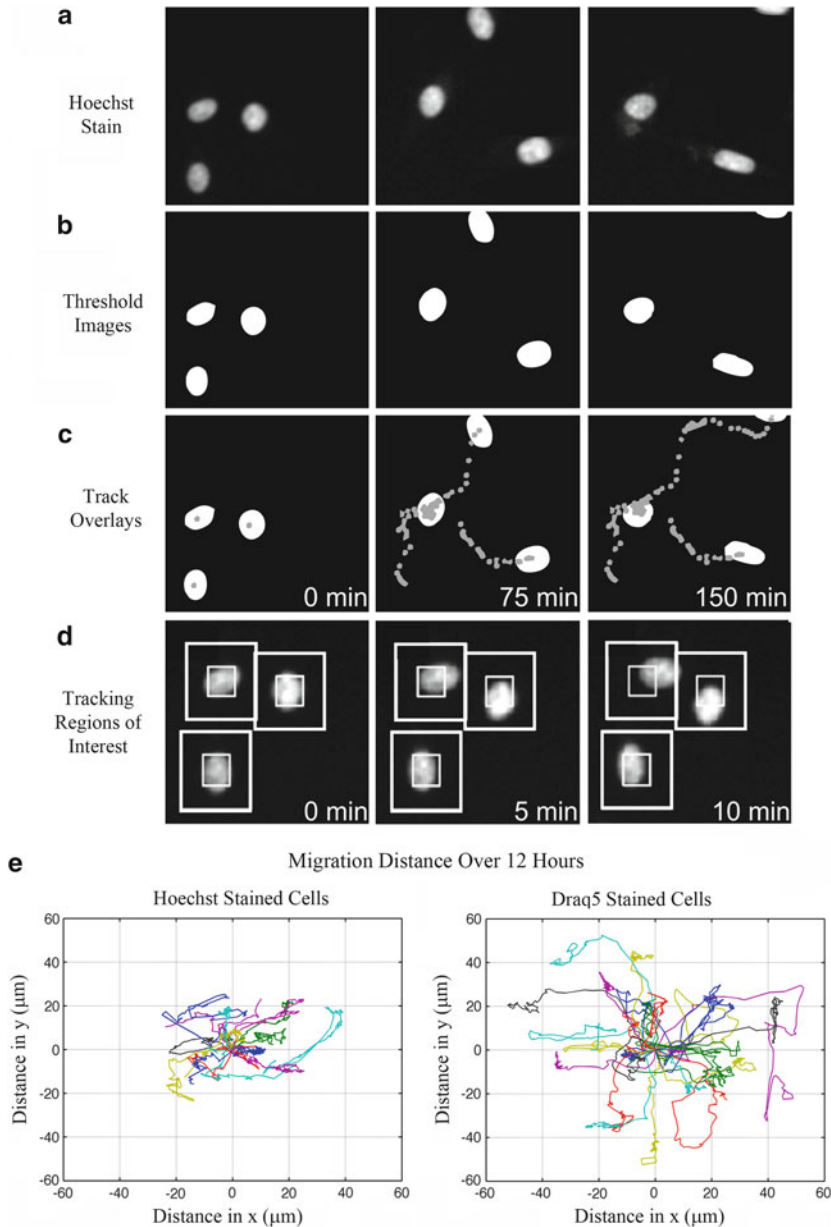 a
Hoechst
Stain
b
Threshold
Images
c
Track
Overlays
0 min
75 min
150 min
d
Tracking
Regions of
Interest
0 min
5 min
10 min
e
Migration Distance Over 12 Hours
Hoechst Stained Cells
Draq5 Stained Cells
60
40
20
0
-20
-40
-60
Distance in y (μm)
-60
-40
-20
0
20
40
60
Distance in x (μm)
60
40
20
0
-20
-40
-60
Distance in y (μm)
-60
-40
-20
0
20
40
60
Distance in x (μm)